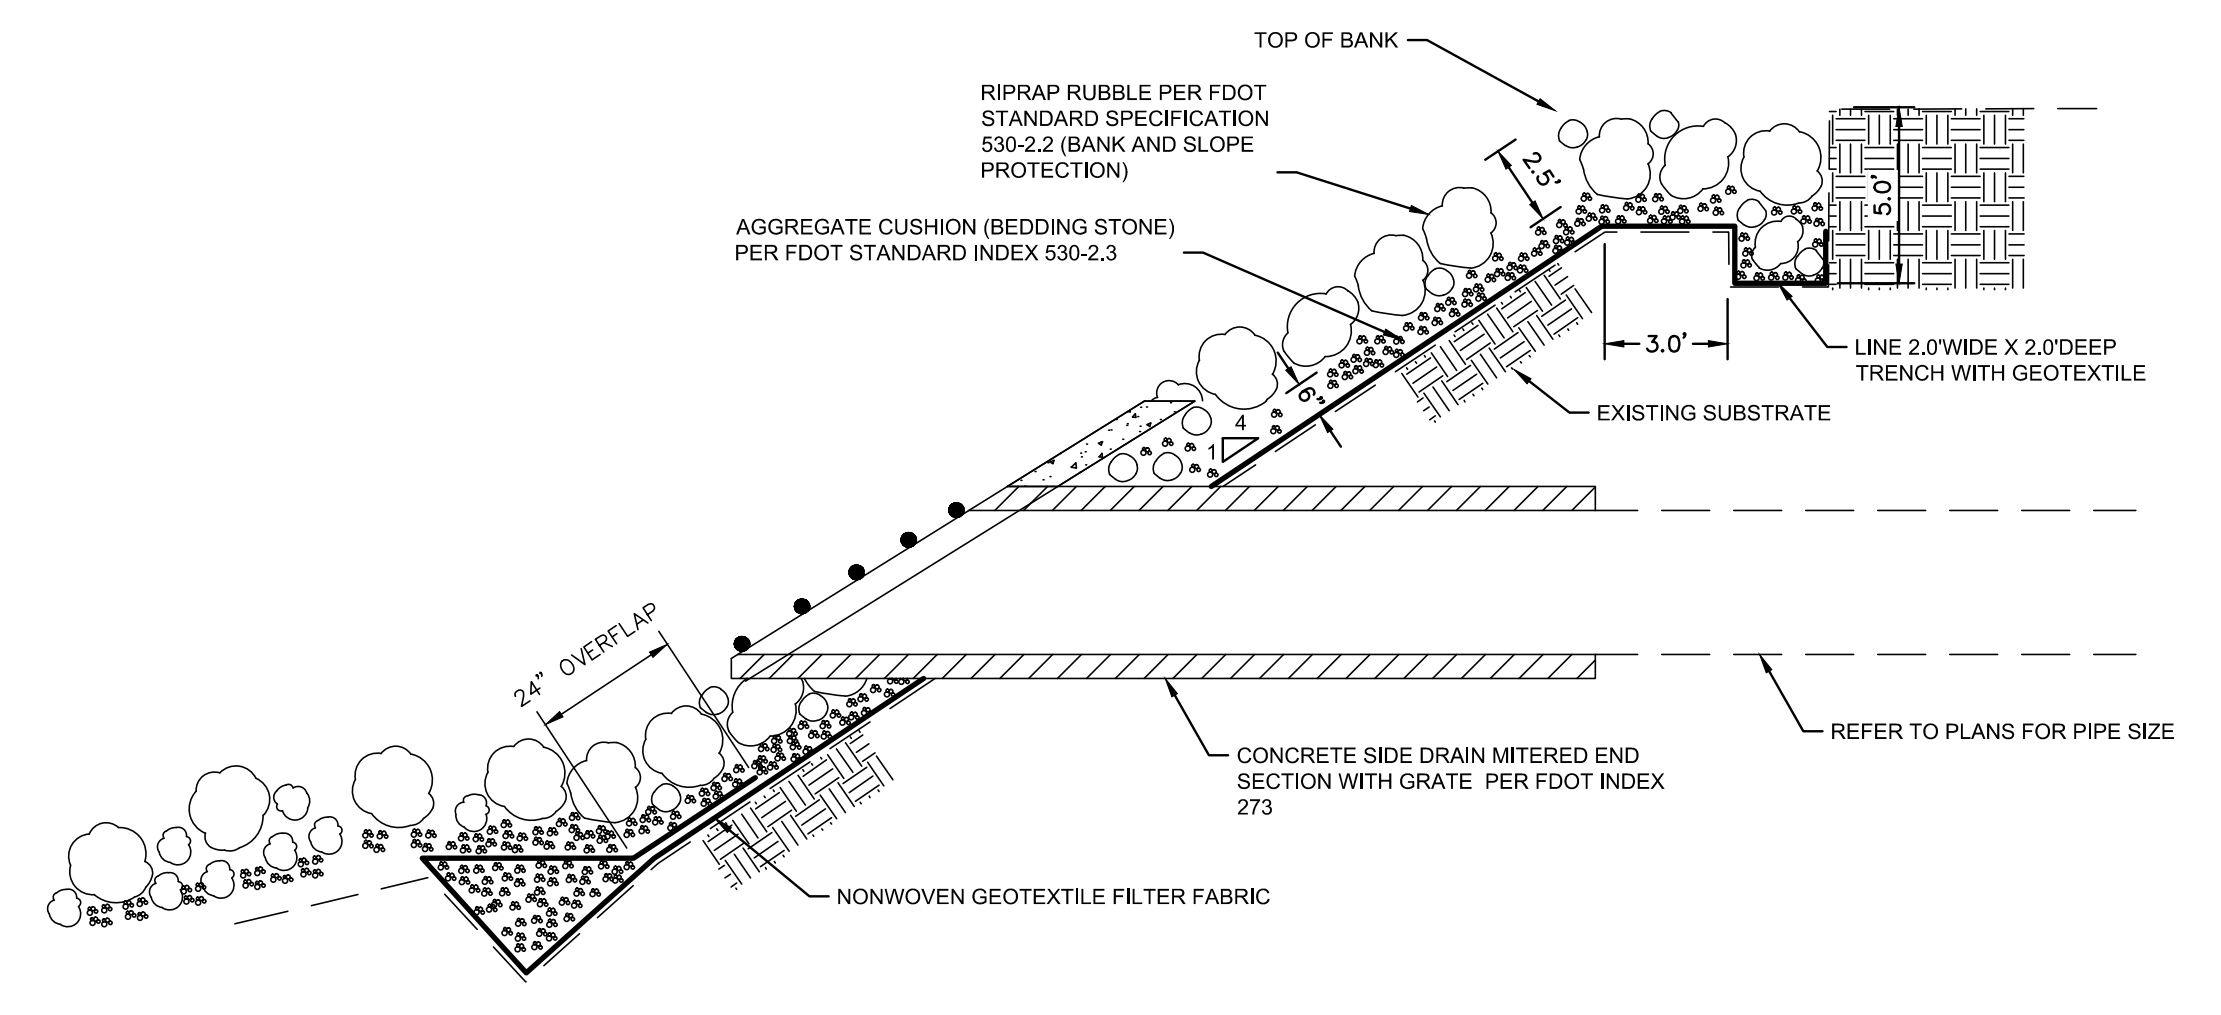 TOP OF BANK
RIPRAP RUBBLE PER FDOT
STANDARD SPECIFICATION
530-2.2 (BANK AND SLOPE
PROTECTION)
2.5'
5.0'
AGGREGATE CUSHION (BEDDING STONE)
PER FDOT STANDARD INDEX 530-2.3
3.0'
LINE 2.0'WIDE X 2.0'DEEP
TRENCH WITH GEOTEXTILE
6"
EXISTING SUBSTRATE
4
1
24" OVERFLAP
REFER TO PLANS FOR PIPE SIZE
CONCRETE SIDE DRAIN MITERED END
SECTION WITH GRATE PER FDOT INDEX
273
NONWOVEN GEOTEXTILE FILTER FABRIC